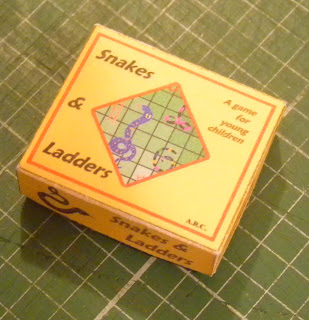 Snakes
&
Ladders
A game
for
young
children
A.B.C.
Snakes &
Ladders